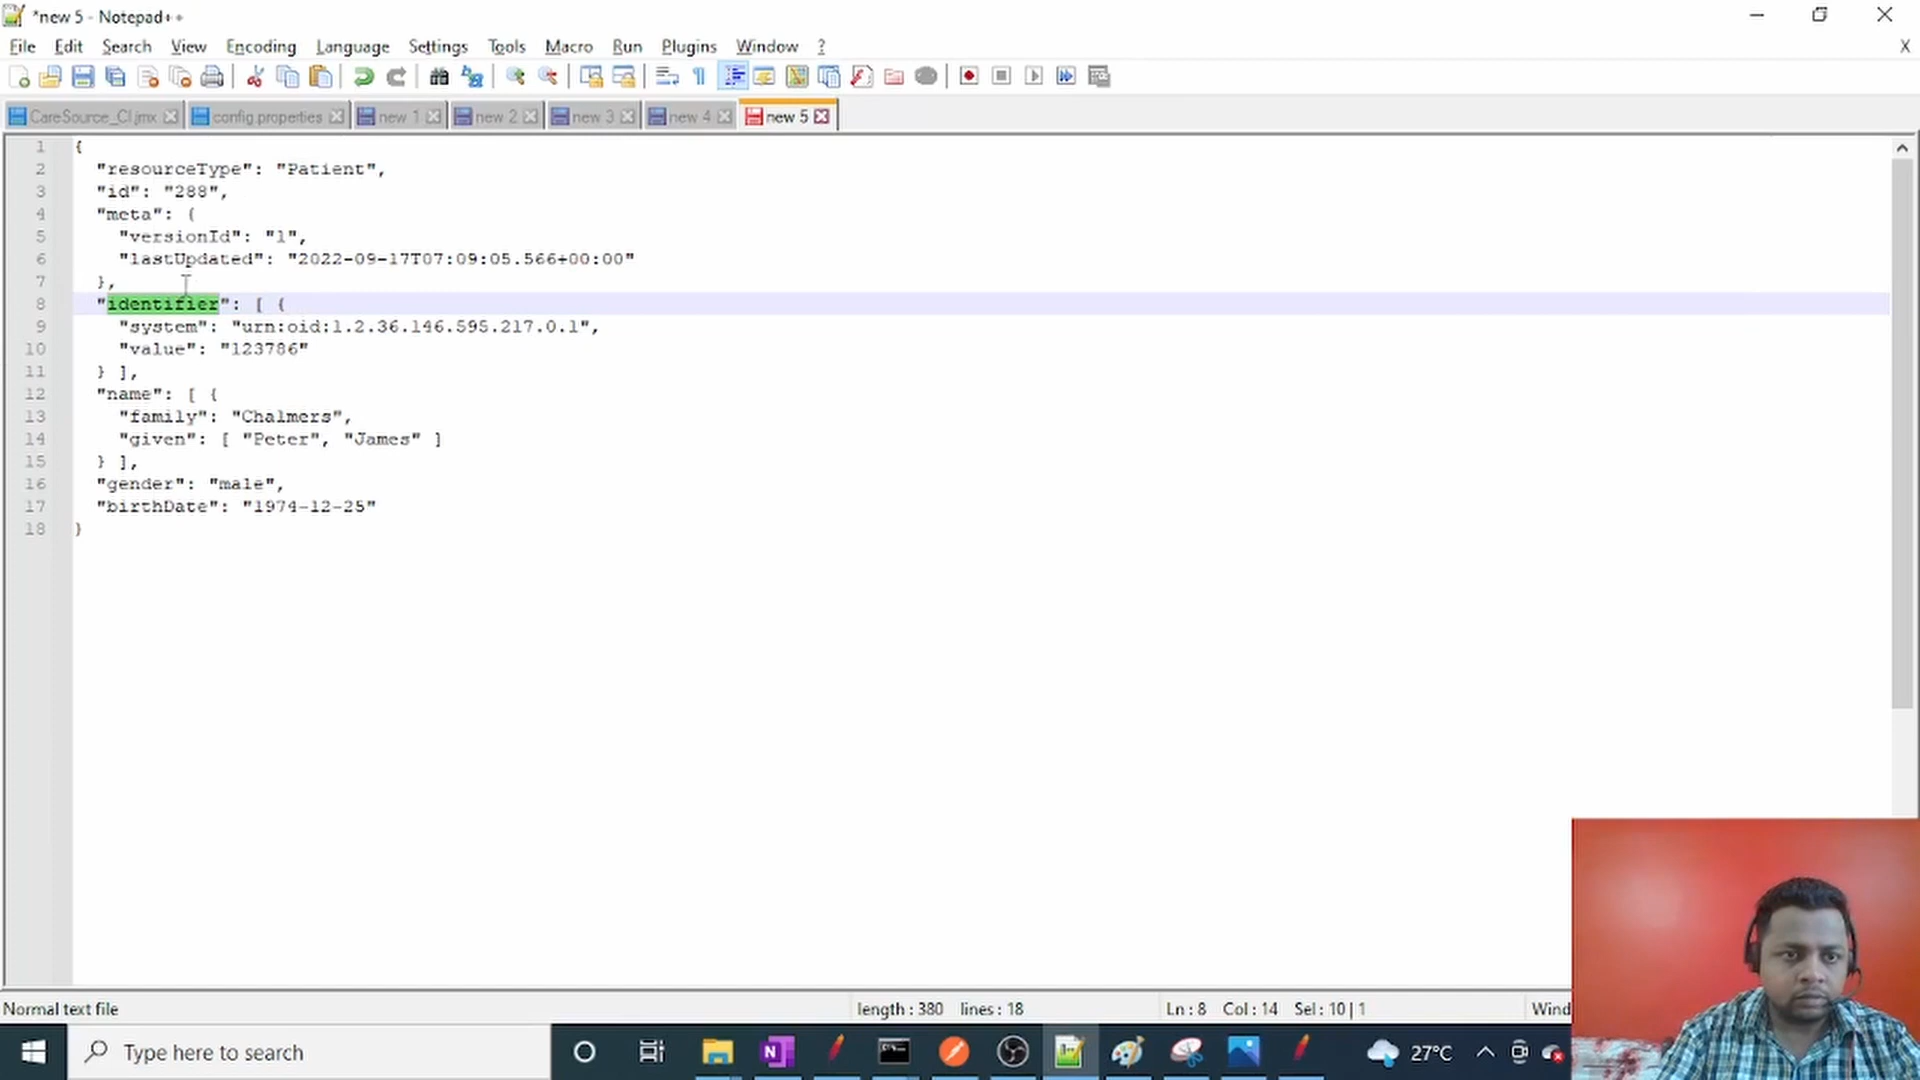 *new 5 - Notepad++
File Edit Search View Encoding Language Settings Tools Macro Run Plugins Window ? X
CareSource_CI.jmx config.properties new 1 new 2 new 3 new 4 new 5
1 {
2 "resourceType": "Patient",
3 "id": "288",
4 "meta": {
5 "versionId": "1",
6 "lastUpdated": "2022-09-17T07:09:05.566+00:00"
7 },
8 "identifier": [ {
9 "system": "urn:oid:1.2.36.146.595.217.0.1",
10 "value": "123786"
11 } ],
12 "name": [ {
13 "family": "Chalmers",
14 "given": [ "Peter", "James" ]
15 } ],
16 "gender": "male",
17 "birthDate": "1974-12-25"
18 }
Normal text file length : 380 lines : 18 Ln : 8 Col : 14 Sel : 10 | 1 Wind
Type here to search 27°C